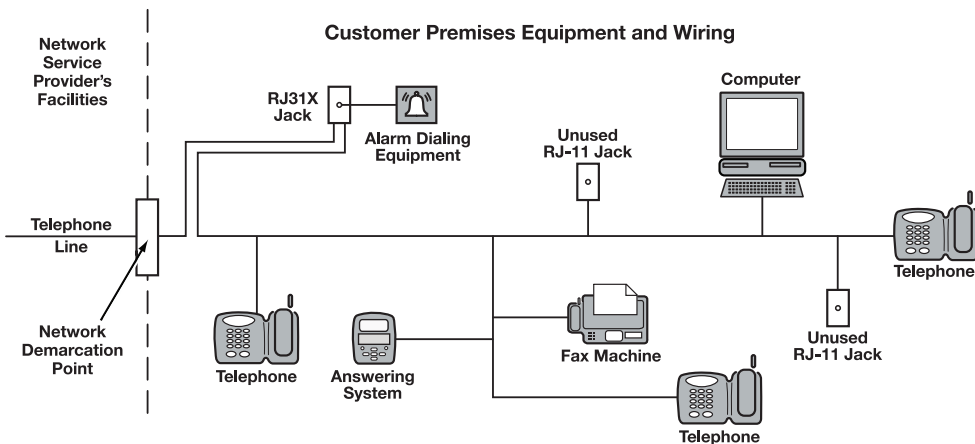 Customer Premises Equipment and Wiring
Network
Service
Provider's
Facilities
RJ31X
Jack
Alarm Dialing
Equipment
Unused
RJ-11 Jack
Computer
Telephone
Line
Telephone
Network
Demarcation
Point
Telephone
Answering
System
Fax Machine
Unused
RJ-11 Jack
Telephone